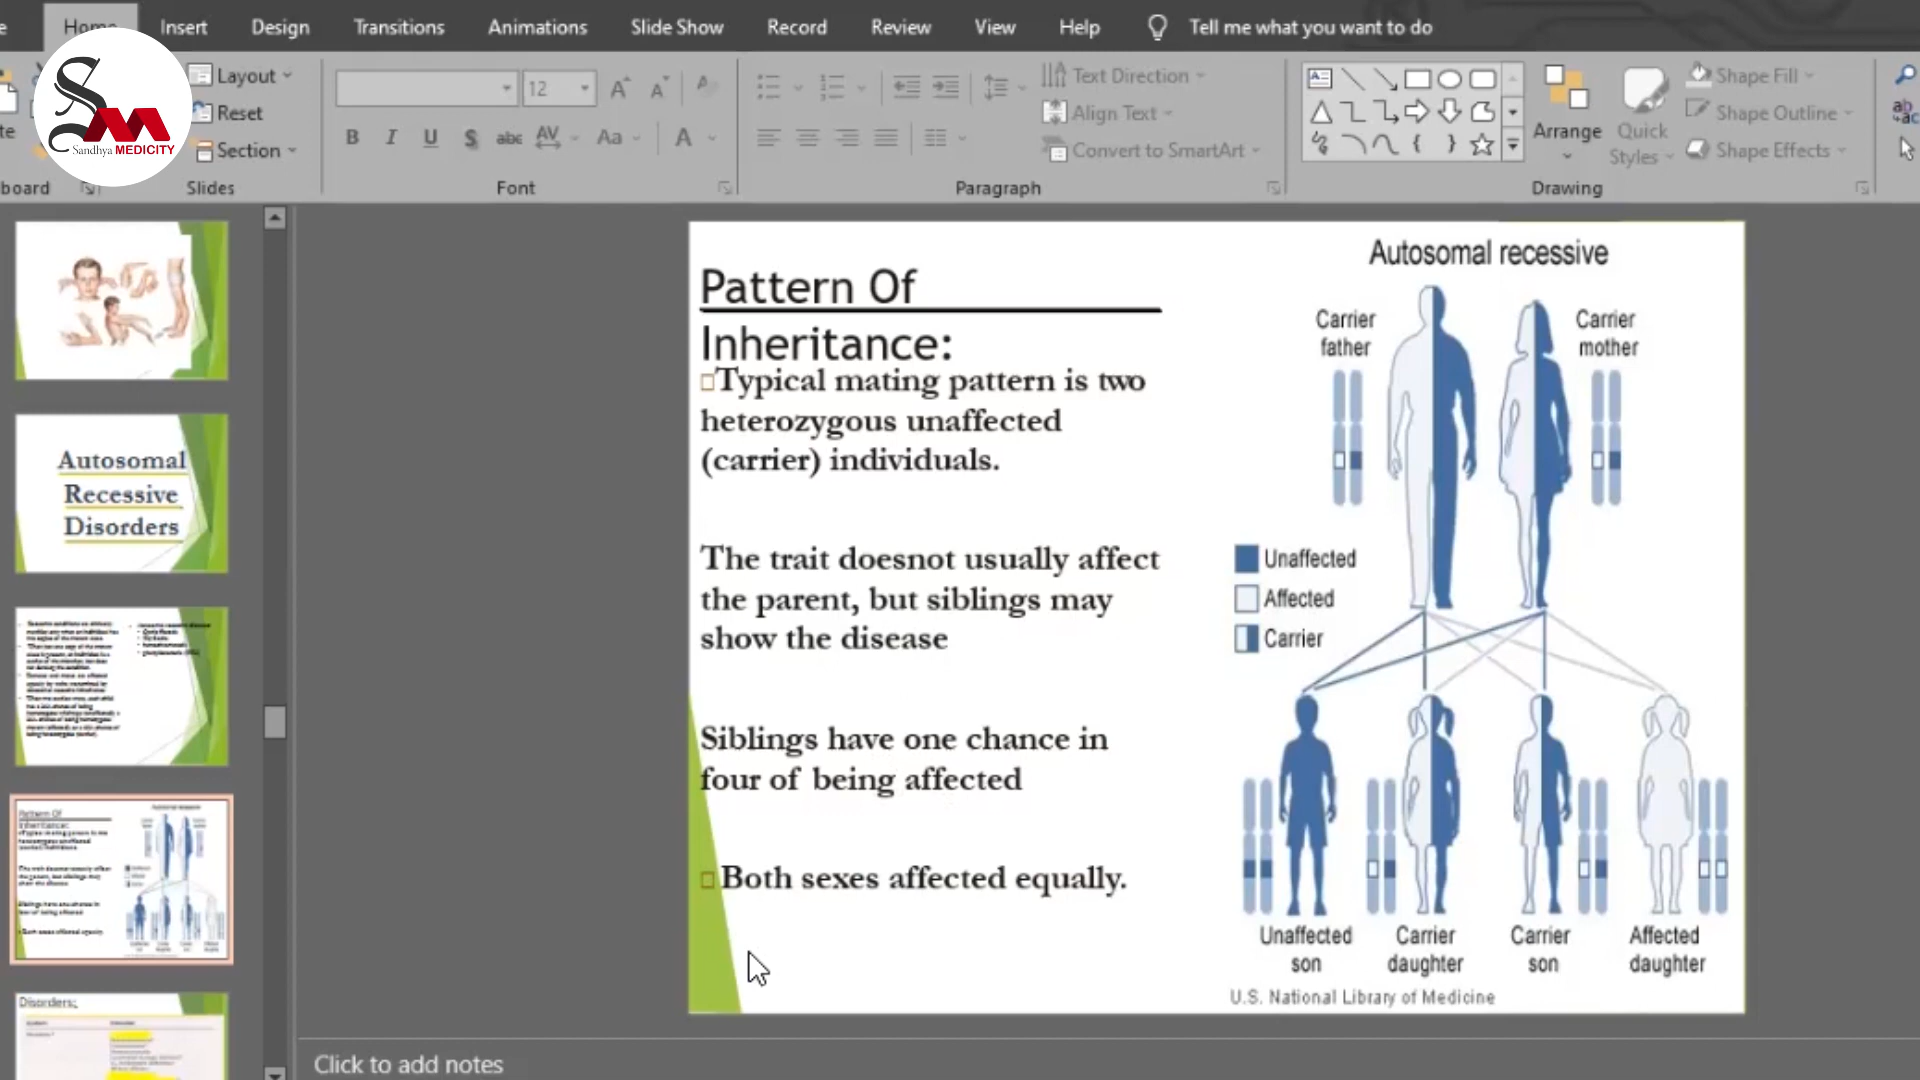 Home Insert Design Transitions Animations Slide Show Record Review View Help Tell me what you want to do
Sandhya MEDICITY
Layout
Reset
Section
Slides
12
B I U S abc AV Aa A
Font
Text Direction
Align Text
Convert to SmartArt
Paragraph
Arrange
Quick
Styles
Shape Fill
Shape Outline
Shape Effects
Drawing
Autosomal
Recessive
Disorders
Pattern Of
Inheritance:
Typical mating pattern is two
heterozygous unaffected
(carrier) individuals.
The trait doesnot usually affect
the parent, but siblings may
show the disease
Siblings have one chance in
four of being affected
Both sexes affected equally.
Autosomal recessive
Carrier
father
Carrier
mother
Unaffected
Affected
Carrier
Unaffected
son
Carrier
daughter
Carrier
son
Affected
daughter
U.S. National Library of Medicine
Disorders:
Click to add notes